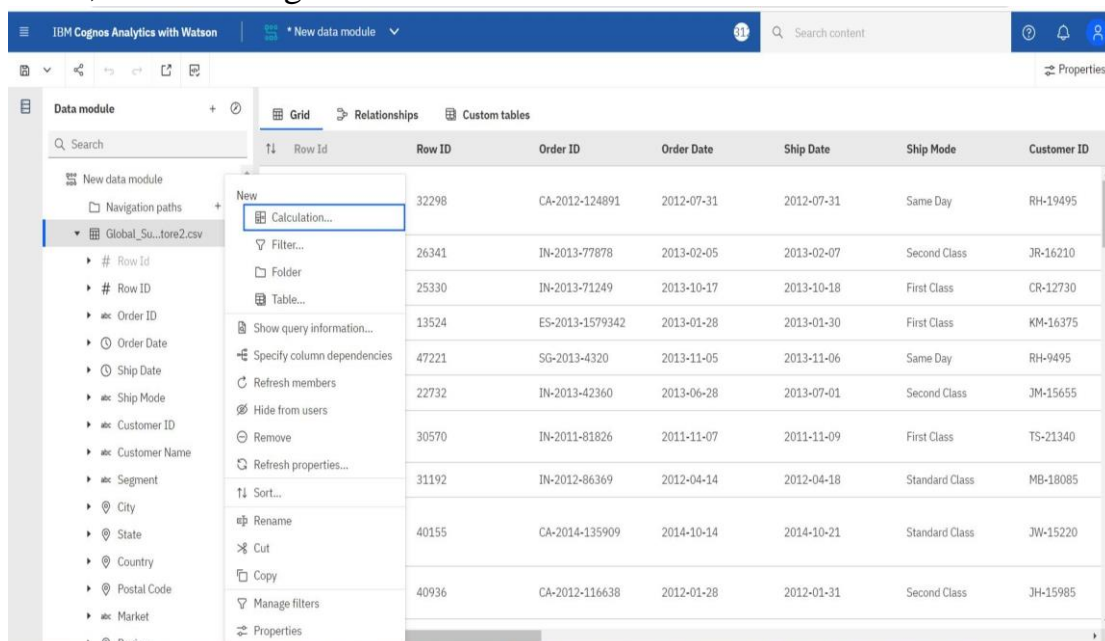 IBM Cognos Analytics with Watson
* New data module
Search content
Properties
Data module
+
Grid
Relationships
Custom tables
Search
Row Id
Row ID
Order ID
Order Date
Ship Date
Ship Mode
Customer ID
New data module
Navigation paths +
Global_Su...tore2.csv
# Row Id
# Row ID
abc Order ID
Order Date
Ship Date
abc Ship Mode
abc Customer ID
abc Customer Name
abc Segment
City
State
Country
Postal Code
abc Market
New
Calculation...
Filter...
Folder
Table...
Show query information...
Specify column dependencies
Refresh members
Hide from users
Remove
Refresh properties...
Sort...
Rename
Cut
Copy
Manage filters
Properties
32298 CA-2012-124891 2012-07-31 2012-07-31 Same Day RH-19495
26341 IN-2013-77878 2013-02-05 2013-02-07 Second Class JR-16210
25330 IN-2013-71249 2013-10-17 2013-10-18 First Class CR-12730
13524 ES-2013-1579342 2013-01-28 2013-01-30 First Class KM-16375
47221 SG-2013-4320 2013-11-05 2013-11-06 Same Day RH-9495
22732 IN-2013-42360 2013-06-28 2013-07-01 Second Class JM-15655
30570 IN-2011-81826 2011-11-07 2011-11-09 First Class TS-21340
31192 IN-2012-86369 2012-04-14 2012-04-18 Standard Class MB-18085
40155 CA-2014-135909 2014-10-14 2014-10-21 Standard Class JW-15220
40936 CA-2012-116638 2012-01-28 2012-01-31 Second Class JH-15985